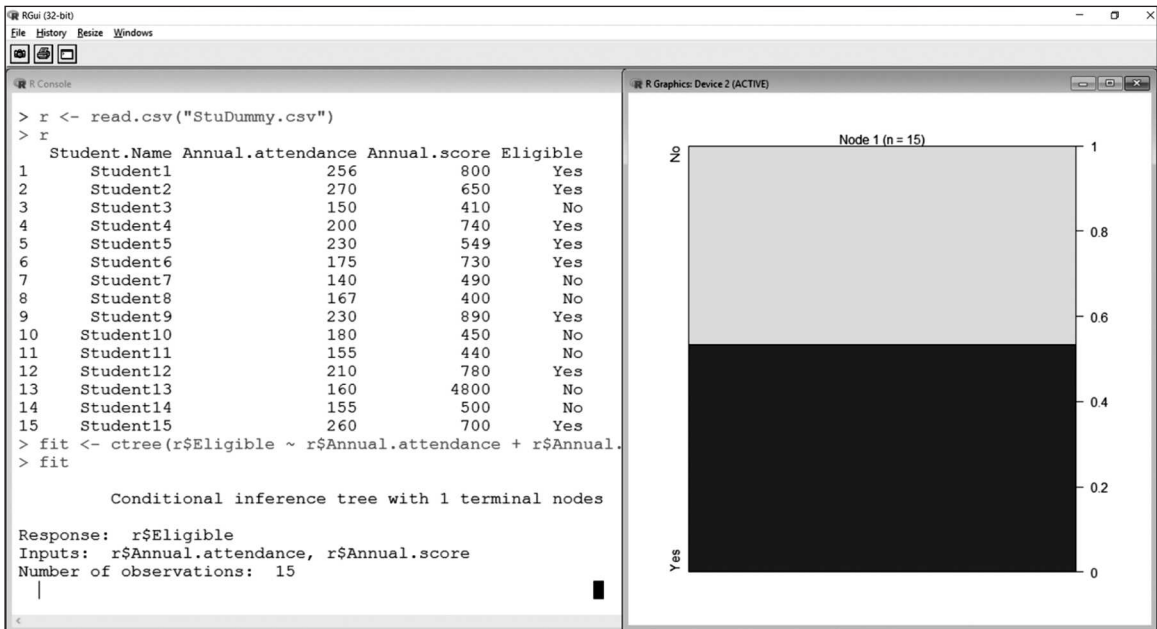 RGui (32-bit)
File History Resize Windows
R Console
> r <- read.csv("StuDummy.csv")
> r
Student.Name Annual.attendance Annual.score Eligible
1 Student1 256 800 Yes
2 Student2 270 650 Yes
3 Student3 150 410 No
4 Student4 200 740 Yes
5 Student5 230 549 Yes
6 Student6 175 730 Yes
7 Student7 140 490 No
8 Student8 167 400 No
9 Student9 230 890 Yes
10 Student10 180 450 No
11 Student11 155 440 No
12 Student12 210 780 Yes
13 Student13 160 4800 No
14 Student14 155 500 No
15 Student15 260 700 Yes
> fit <- ctree(r$Eligible ~ r$Annual.attendance + r$Annual.
> fit
Conditional inference tree with 1 terminal nodes
Response: r$Eligible
Inputs: r$Annual.attendance, r$Annual.score
Number of observations: 15
R Graphics: Device 2 (ACTIVE)
Node 1 (n = 15)
No
Yes
1
0.8
0.6
0.4
0.2
0